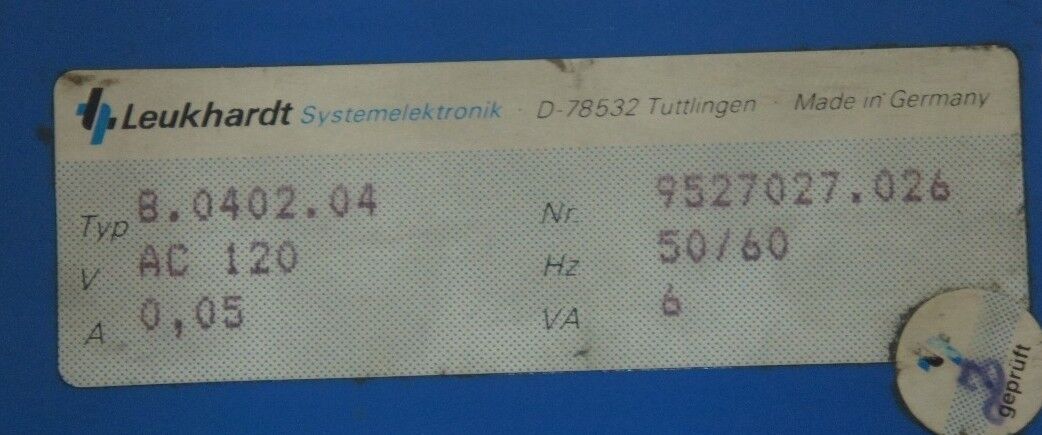 Leukhardt Systemelektronik · D-78532 Tuttlingen · Made in Germany
Typ 8.0402.04 Nr. 9527027.026
V AC 120 Hz 50/60
A 0,05 VA 6
geprüft